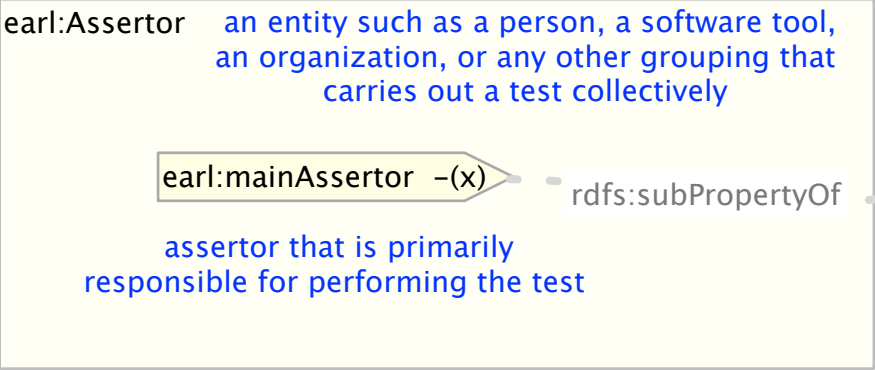 earl:Assertor an entity such as a person, a software tool,
an organization, or any other grouping that
carries out a test collectively
earl:mainAssertor –(x)
rdfs:subPropertyOf
assertor that is primarily
responsible for performing the test